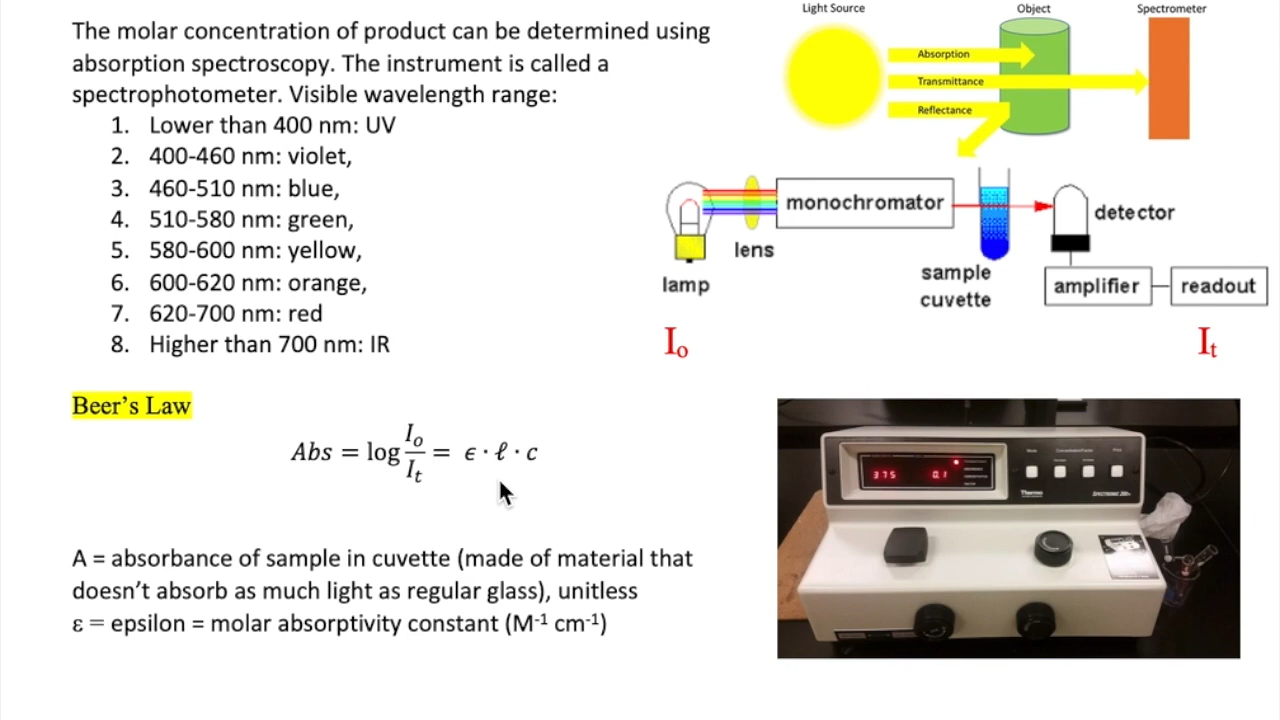 The molar concentration of product can be determined using
absorption spectroscopy. The instrument is called a
spectrophotometer. Visible wavelength range:
1. Lower than 400 nm: UV
2. 400-460 nm: violet,
3. 460-510 nm: blue,
4. 510-580 nm: green,
5. 580-600 nm: yellow,
6. 600-620 nm: orange,
7. 620-700 nm: red
8. Higher than 700 nm: IR
Light Source
Object
Spectrometer
Absorption
Transmittance
Reflectance
monochromator
detector
lens
lamp
sample
cuvette
amplifier
readout
Iₒ
Iₜ
Beer's Law
Abs = log Iₒ/Iₜ = ϵ · ℓ · c
A = absorbance of sample in cuvette (made of material that
doesn't absorb as much light as regular glass), unitless
ε = epsilon = molar absorptivity constant (M⁻¹ cm⁻¹)
375
0.1
Thermo